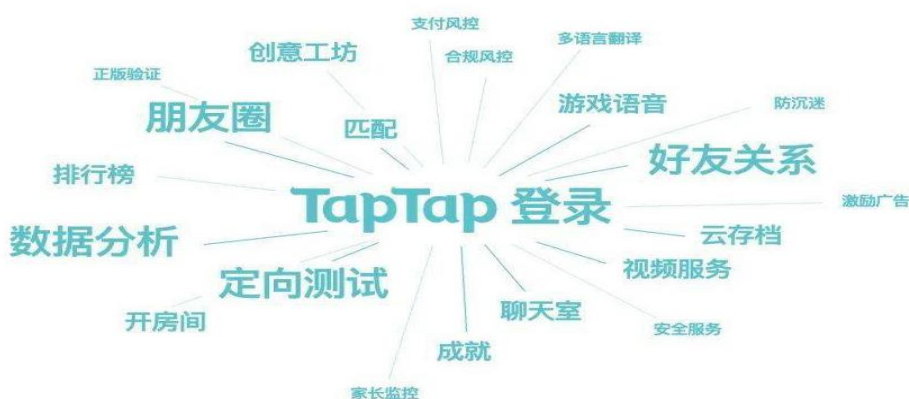 支付风控
多语言翻译
创意工坊
合规风控
正版验证
游戏语音
防沉迷
朋友圈
匹配
好友关系
排行榜
TapTap 登录
激励广告
数据分析
云存档
视频服务
定向测试
聊天室
开房间
安全服务
成就
家长监控